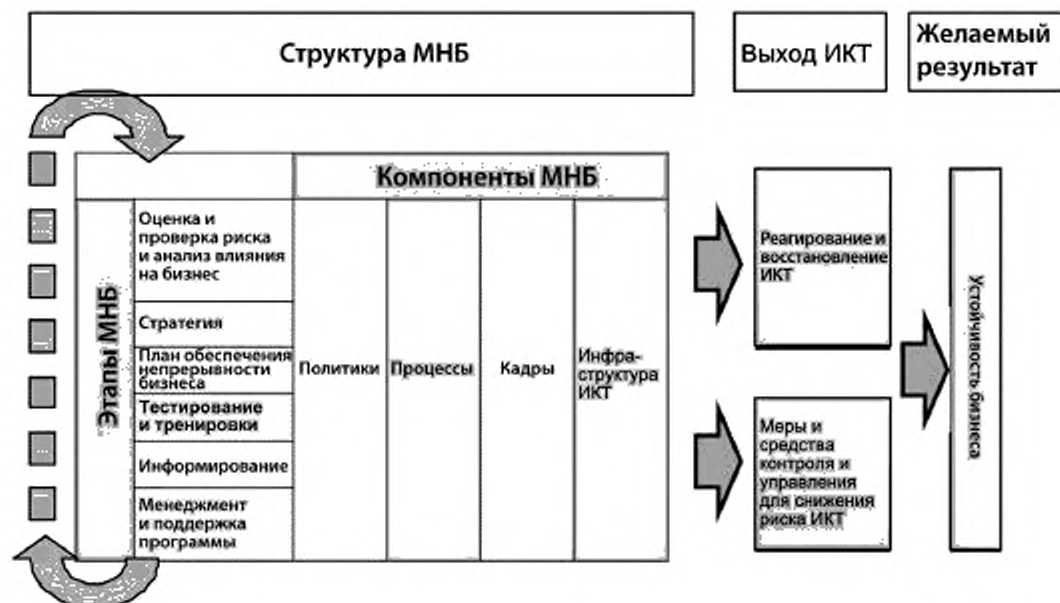 Структура МНБ
Выход ИКТ
Желаемый
результат
Компоненты МНБ
Этапы МНБ
Оценка и
проверка риска
и анализ влияния
на бизнес
Стратегия
План обеспечения
непрерывности
бизнеса
Тестирование
и тренировки
Информирование
Менеджмент
и поддержка
программы
Политики
Процессы
Кадры
Инфра-
структура
ИКТ
Реагирование и
восстановление
ИКТ
Меры и
средства
контроля и
управления
для снижения
риска ИКТ
Устойчивость бизнеса